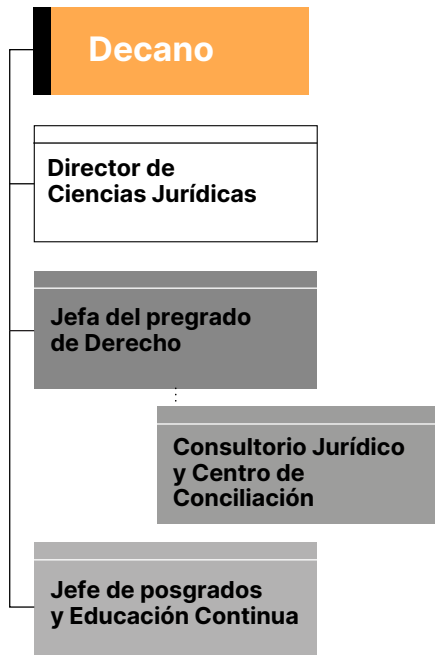 Decano
Director de
Ciencias Jurídicas
Jefa del pregrado
de Derecho
Consultorio Jurídico
y Centro de
Conciliación
Jefe de posgrados
y Educación Continua